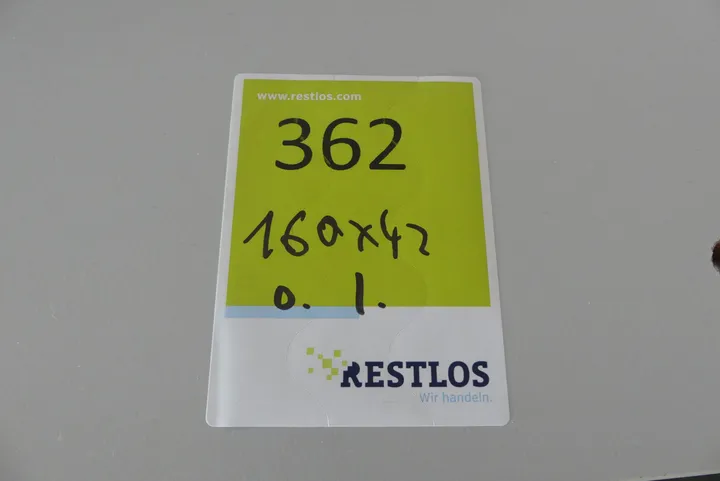 www.restlos.com
362
160x42
o. l.
RESTLOS
Wir handeln.